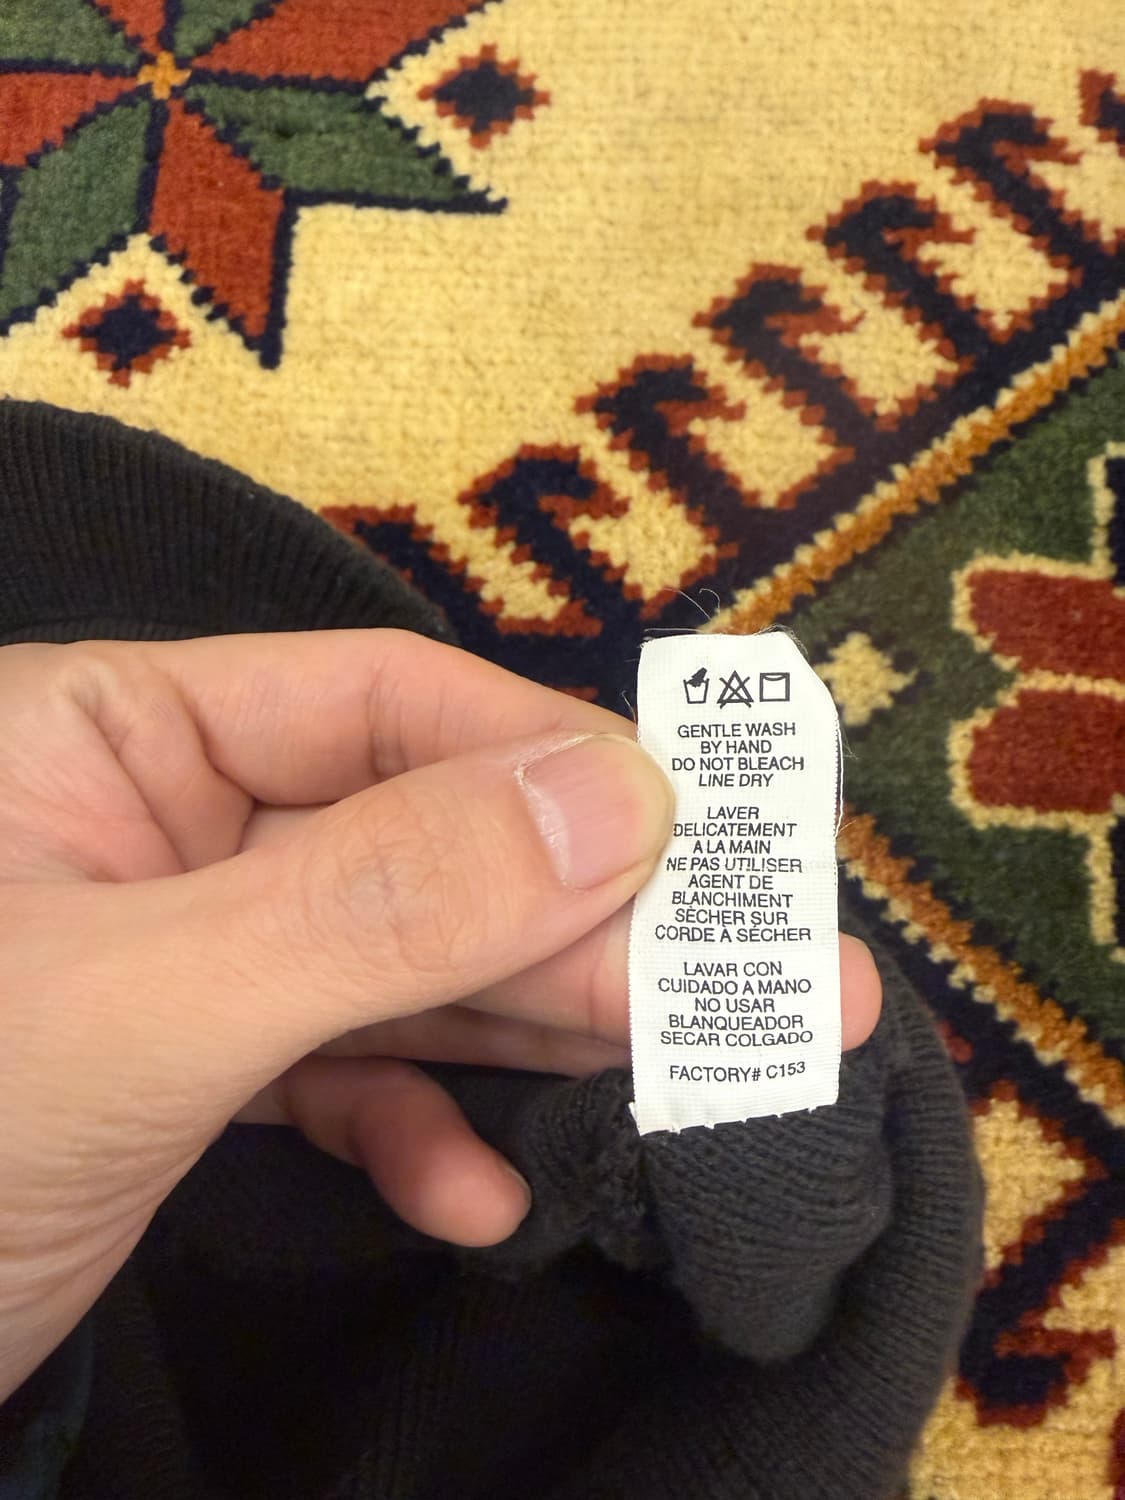 GENTLE WASH
BY HAND
DO NOT BLEACH
LINE DRY
LAVER
DELICATEMENT
A LA MAIN
NE PAS UTILISER
AGENT DE
BLANCHIMENT
SÉCHER SUR
CORDE À SÉCHER
LAVAR CON
CUIDADO A MANO
NO USAR
BLANQUEADOR
SECAR COLGADO
FACTORY# C153